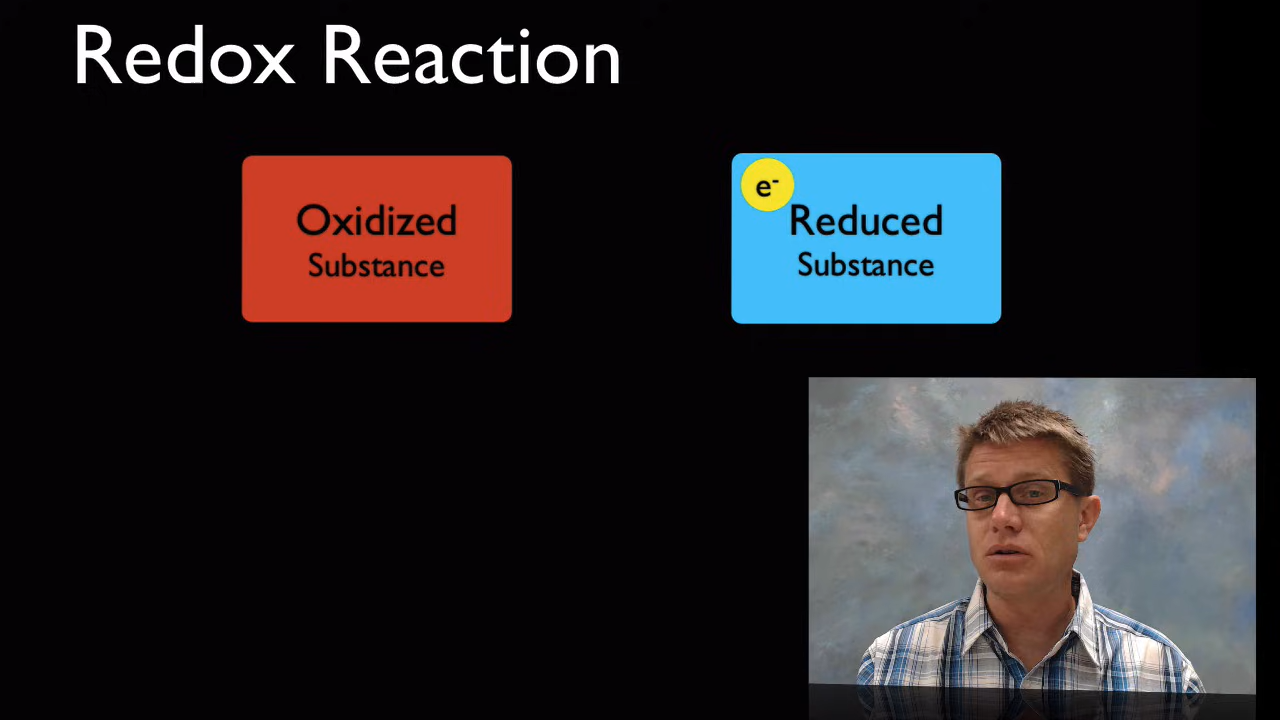 Redox Reaction
Oxidized
Substance
e⁻
Reduced
Substance